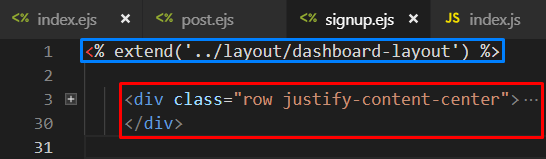 index.ejs post.ejs signup.ejs JS index.js
1 <% extend('../layout/dashboard-layout') %>
2
3 <div class="row justify-content-center">...
30 </div>
31